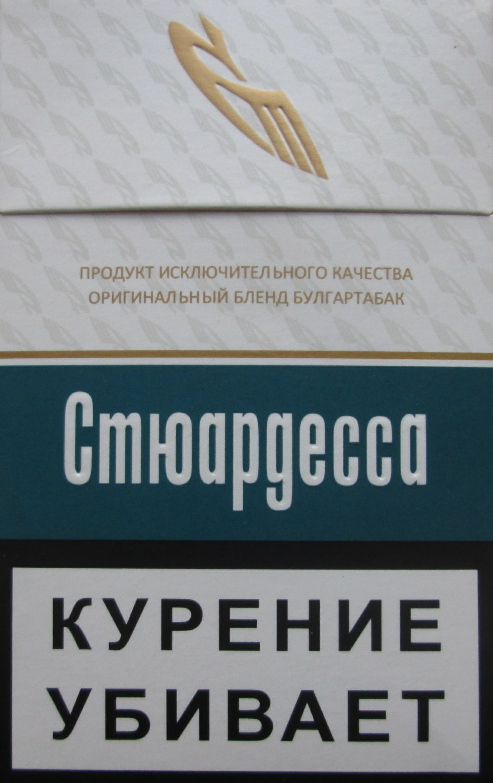 ПРОДУКТ ИСКЛЮЧИТЕЛЬНОГО КАЧЕСТВА
ОРИГИНАЛЬНЫЙ БЛЕНД БУЛГАРТАБАК
Стюардесса
КУРЕНИЕ
УБИВАЕТ